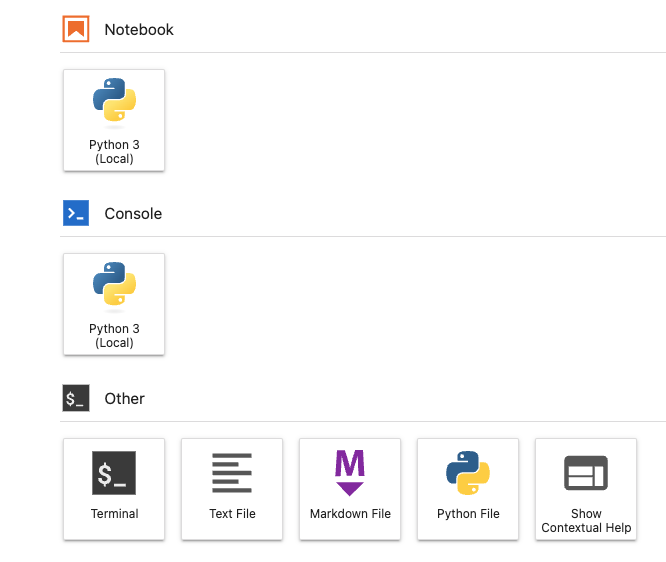 Notebook
Python 3
(Local)
Console
>_
Python 3
(Local)
$_
Other
$_
M
Terminal
Text File
Markdown File
Python File
Show
Contextual Help